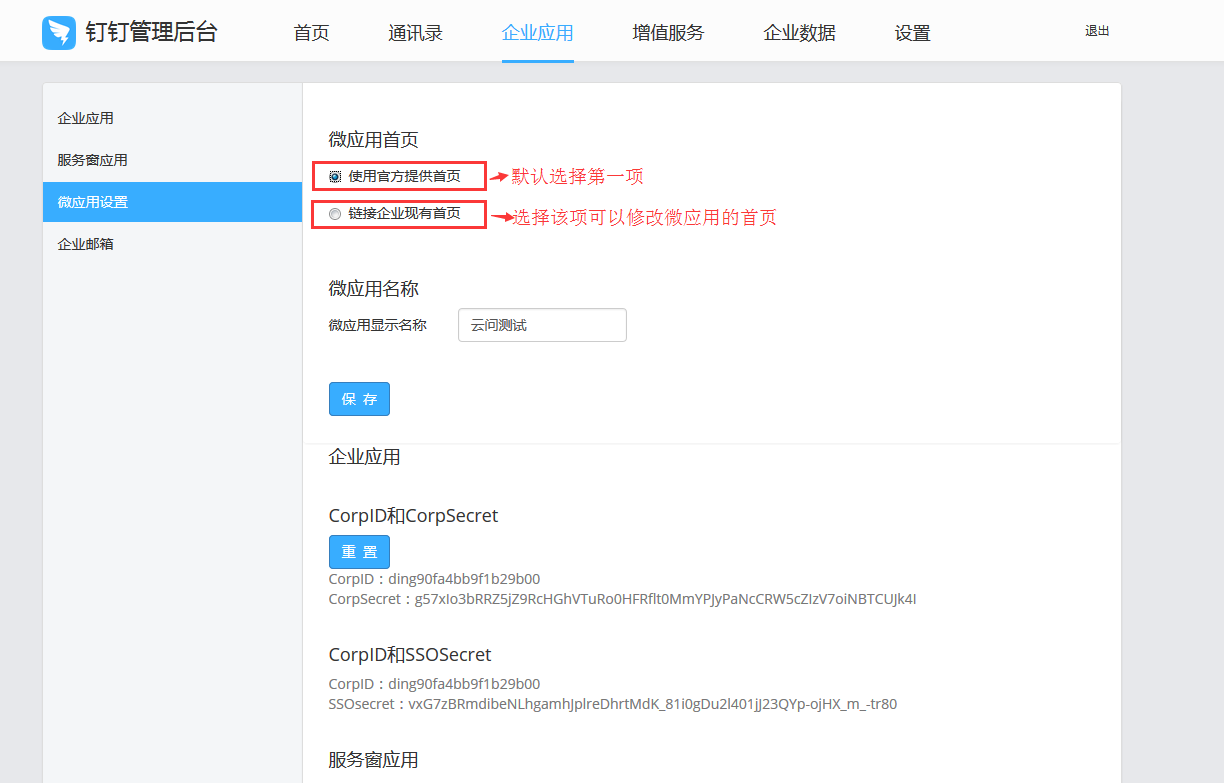 钉钉管理后台 首页 通讯录 企业应用 增值服务 企业数据 设置 退出
企业应用
服务窗应用
微应用设置
企业邮箱
微应用首页
使用官方提供首页 默认选择第一项
链接企业现有首页 选择该项可以修改微应用的首页
微应用名称
微应用显示名称 云问测试
保 存
企业应用
CorpID和CorpSecret
重 置
CorpID：ding90fa4bb9f1b29b00
CorpSecret：g57xIo3bRRZ5jZ9RcHGhVTuRo0HFRflt0MmYPJyPaNcCRW5cZIzV7oiNBTCUJk4I
CorpID和SSOSecret
CorpID：ding90fa4bb9f1b29b00
SSOsecret：vxG7zBRmdibeNLhgamhJplreDhrtMdK_81i0gDu2l401jJ23QYp-ojHX_m_-tr80
服务窗应用